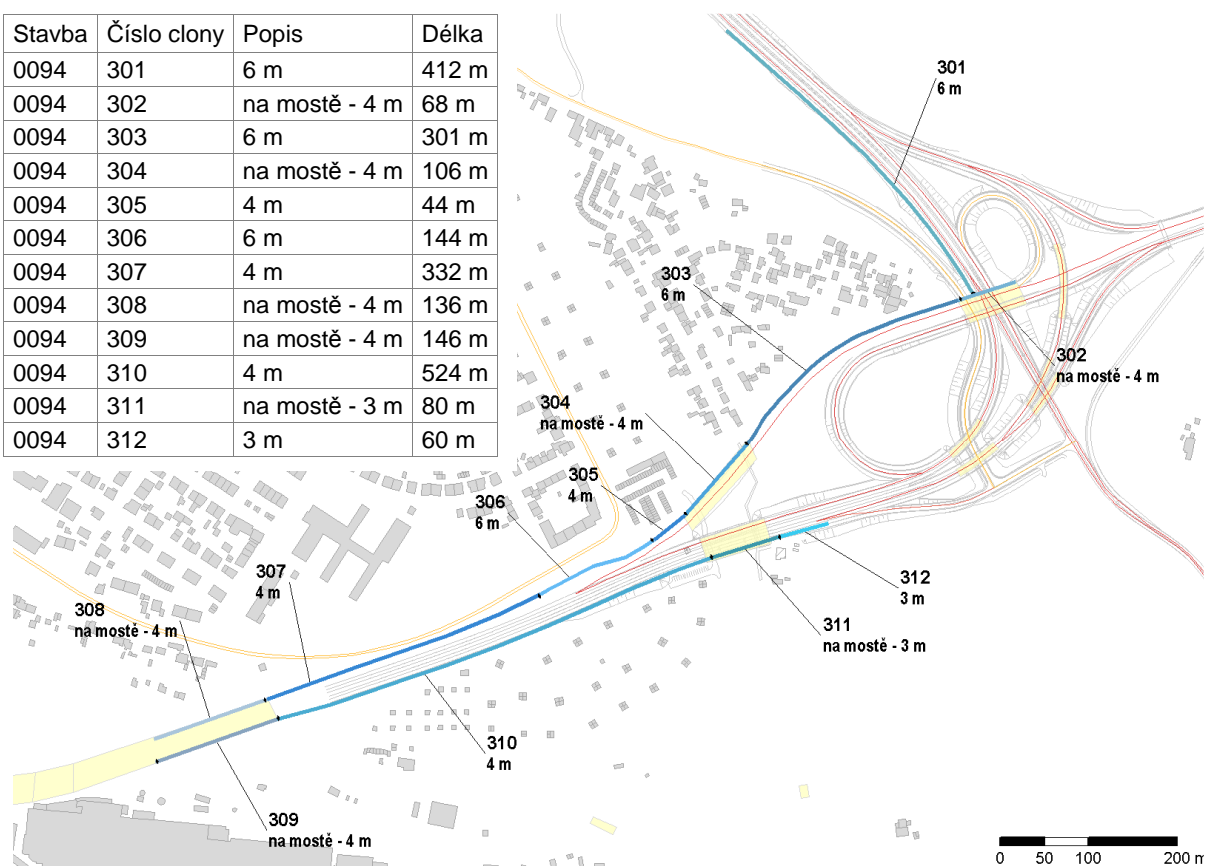 Stavba Číslo clony Popis Délka
0094 301 6 m 412 m
0094 302 na mostě - 4 m 68 m
0094 303 6 m 301 m
0094 304 na mostě - 4 m 106 m
0094 305 4 m 44 m
0094 306 6 m 144 m
0094 307 4 m 332 m
0094 308 na mostě - 4 m 136 m
0094 309 na mostě - 4 m 146 m
0094 310 4 m 524 m
0094 311 na mostě - 3 m 80 m
0094 312 3 m 60 m
301
6 m
303
6 m
302
na mostě - 4 m
304
na mostě - 4 m
305
4 m
306
6 m
307
4 m
308
na mostě - 4 m
312
3 m
311
na mostě - 3 m
310
4 m
309
na mostě - 4 m
0 50 100 200 m